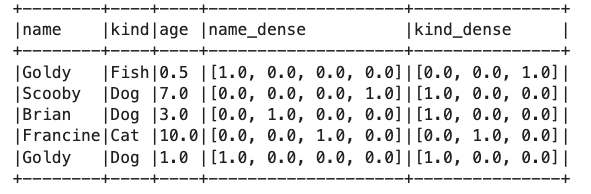 +--------+----+----+--------------------+---------------+
|name    |kind|age |name_dense          |kind_dense     |
+--------+----+----+--------------------+---------------+
|Goldy   |Fish|0.5 |[1.0, 0.0, 0.0, 0.0]|[0.0, 0.0, 1.0]|
|Scooby  |Dog |7.0 |[0.0, 0.0, 0.0, 1.0]|[1.0, 0.0, 0.0]|
|Brian   |Dog |3.0 |[0.0, 1.0, 0.0, 0.0]|[1.0, 0.0, 0.0]|
|Francine|Cat |10.0|[0.0, 0.0, 1.0, 0.0]|[0.0, 1.0, 0.0]|
|Goldy   |Dog |1.0 |[1.0, 0.0, 0.0, 0.0]|[1.0, 0.0, 0.0]|
+--------+----+----+--------------------+---------------+